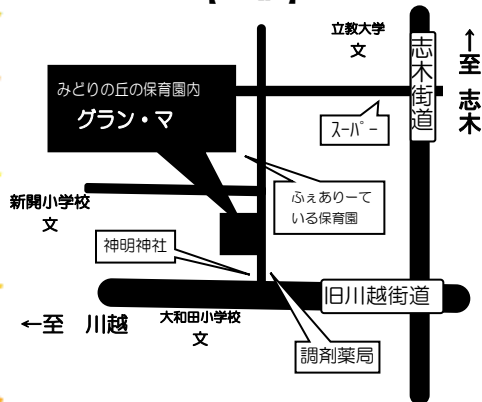 立教大学
文
志木街道
↑至 志木
みどりの丘の保育園内
グラン・マ
スーパー
新開小学校
文
ふぇありーて
いる保育園
神明神社
旧川越街道
←至 川越
大和田小学校
文
調剤薬局